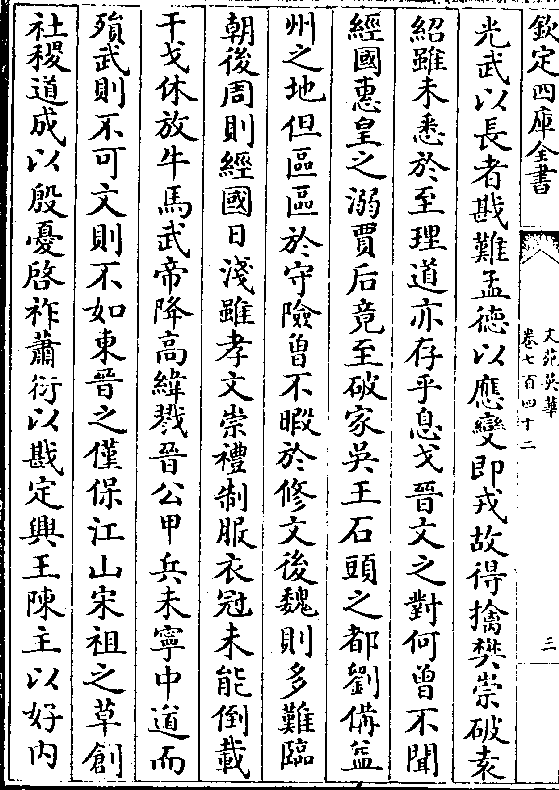 欽定四庫全書
文苑英華
卷七百四十二
三
光武以長者戡難孟德以應變即戎故得擒樊崇破袁
紹雖未悉於至理道亦存乎息戈晉文之對何曾不聞
經國惠皇之溺賈后竟至破家吳王石頭之都劉備益
州之地但區區於守險曾不暇於修文後魏則多難臨
朝後周則經國日淺雖孝文崇禮制服衣冠未能倒載
干戈休放牛馬武帝降高緯戮晉公甲兵未寧中道而
殞武則不可文則不如東晉之僅保江山宋祖之草創
社稷道成以殷憂啓祚蕭衍以戡定興王陳主以好內